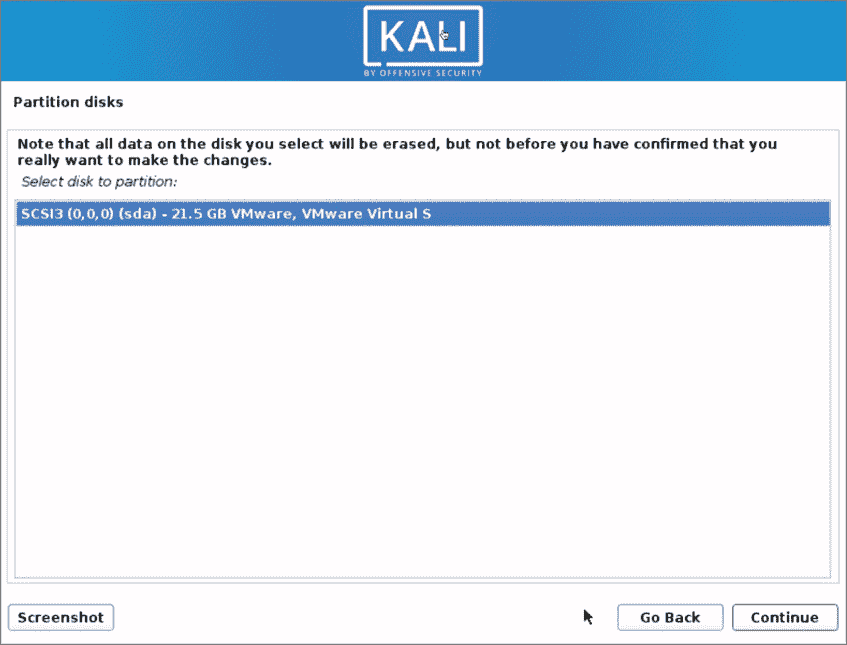 KALI
BY OFFENSIVE SECURITY
Partition disks
Note that all data on the disk you select will be erased, but not before you have confirmed that you
really want to make the changes.
Select disk to partition:
SCSI3 (0,0,0) (sda) - 21.5 GB VMware, VMware Virtual S
Screenshot
Go Back
Continue